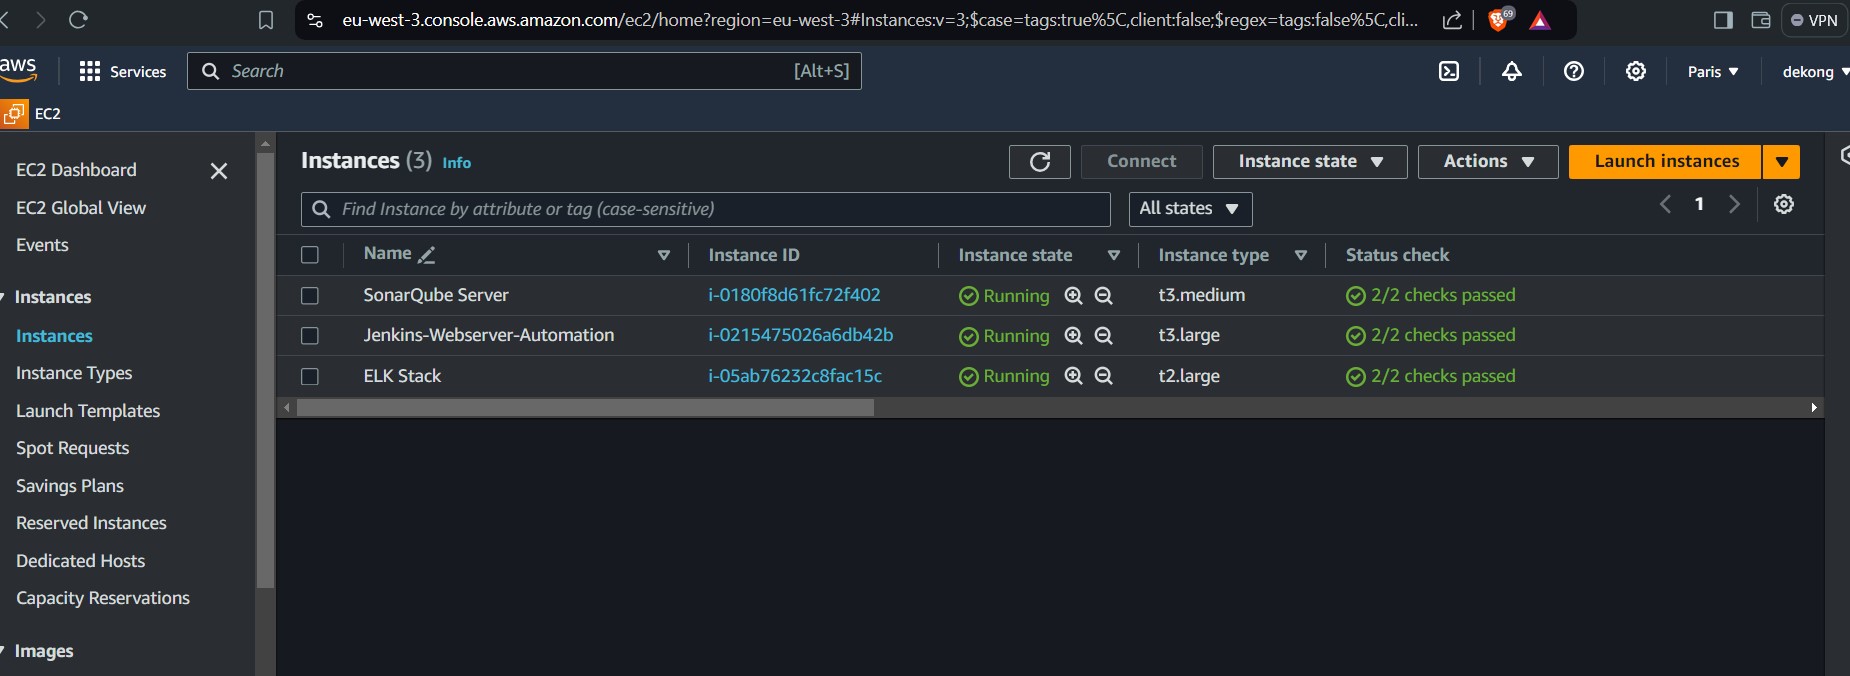 eu-west-3.console.aws.amazon.com/ec2/home?region=eu-west-3#Instances:v=3;$case=tags:true%5C,client:false;$regex=tags:false%5C,cli...
69
VPN
aws
Services
Search
[Alt+S]
Paris
dekong
EC2
EC2 Dashboard
EC2 Global View
Events
Instances
Instances
Instance Types
Launch Templates
Spot Requests
Savings Plans
Reserved Instances
Dedicated Hosts
Capacity Reservations
Images
Instances (3) Info
Connect
Instance state
Actions
Launch instances
Find Instance by attribute or tag (case-sensitive)
All states
1
Name Instance ID Instance state Instance type Status check
SonarQube Server i-0180f8d61fc72f402 Running t3.medium 2/2 checks passed
Jenkins-Webserver-Automation i-0215475026a6db42b Running t3.large 2/2 checks passed
ELK Stack i-05ab76232c8fac15c Running t2.large 2/2 checks passed